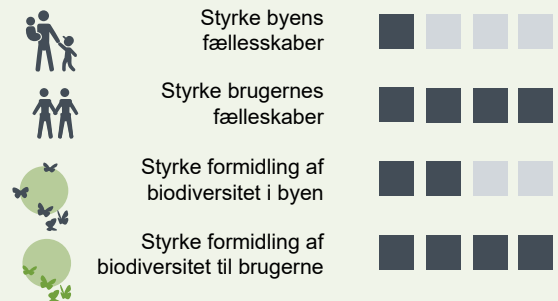 Styrke byens
fællesskaber
Styrke brugernes
fælleskaber
Styrke formidling af
biodiversitet i byen
Styrke formidling af
biodiversitet til brugerne